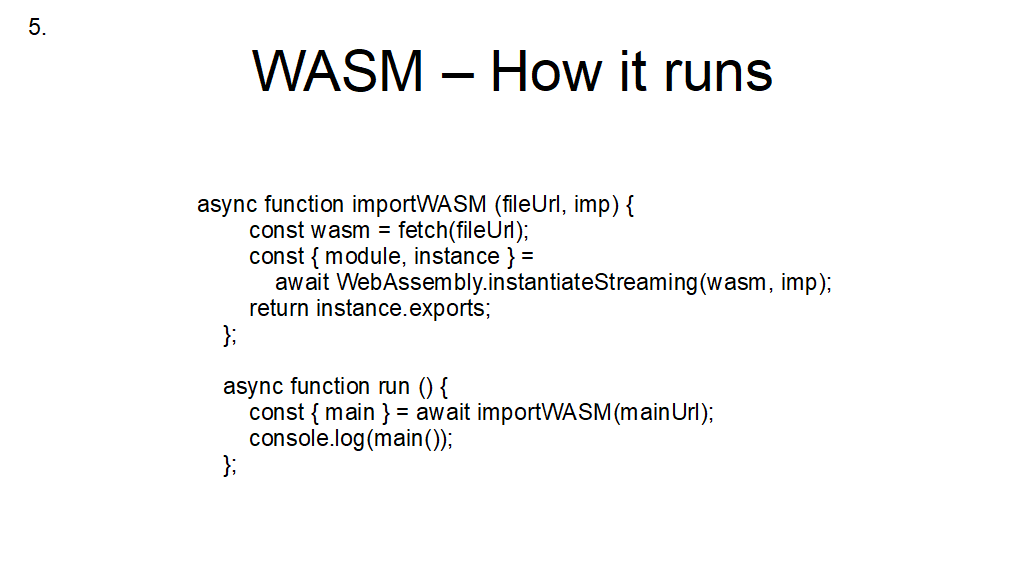 5.
WASM – How it runs
async function importWASM (fileUrl, imp) {
const wasm = fetch(fileUrl);
const { module, instance } =
await WebAssembly.instantiateStreaming(wasm, imp);
return instance.exports;
};
async function run () {
const { main } = await importWASM(mainUrl);
console.log(main());
};